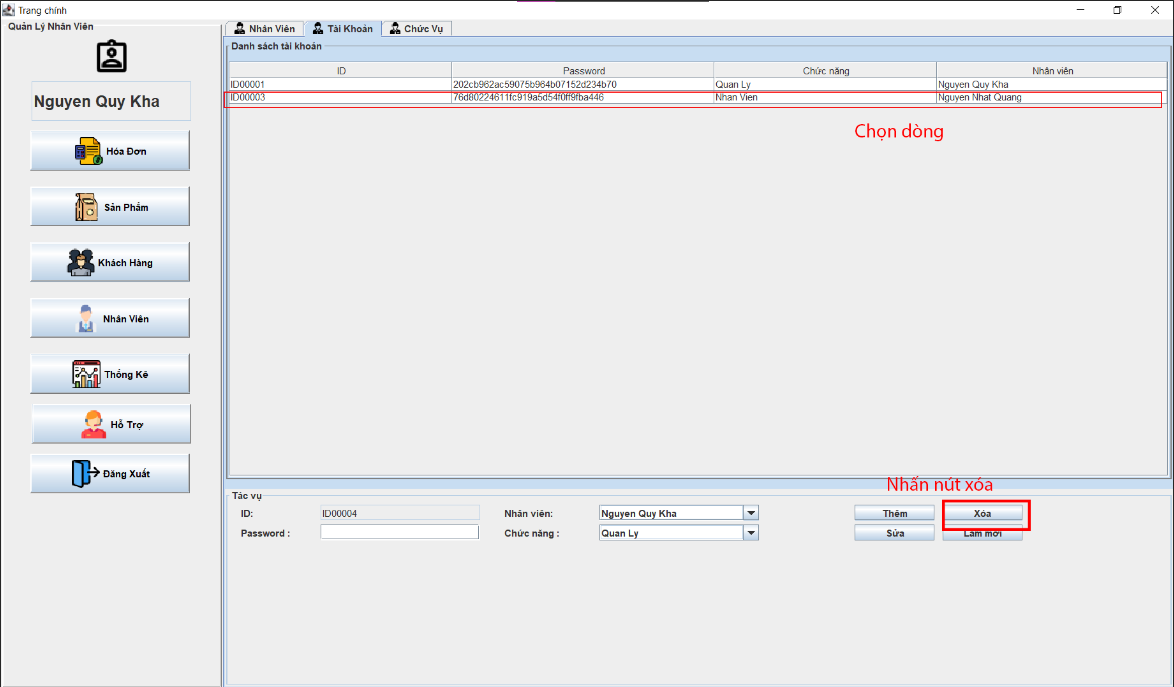 Trang chính
Quản Lý Nhân Viên
Nguyen Quy Kha
Hóa Đơn
Sản Phẩm
Khách Hàng
Nhân Viên
Thống Kê
Hỗ Trợ
Đăng Xuất
Nhân Viên Tài Khoản Chức Vụ
Danh sách tài khoản
ID Password Chức năng Nhân viên
ID00001 202cb962ac59075b964b07152d234b70 Quan Ly Nguyen Quy Kha
ID00003 76d80224611fc919a5d54f0ff9fba446 Nhan Vien Nguyen Nhat Quang
Chọn dòng
Nhấn nút xóa
Tác vụ
ID: ID00004 Nhân viên: Nguyen Quy Kha Thêm Xóa
Password : Chức năng : Quan Ly Sửa Làm mới